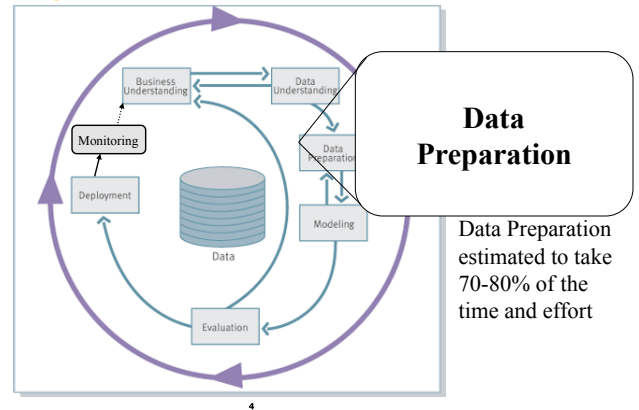 Business
Understanding
Data
Understanding
Monitoring
Data
Preparation
Data
Preparation
Deployment
Modeling
Data
Evaluation
Data Preparation
estimated to take
70-80% of the
time and effort
4